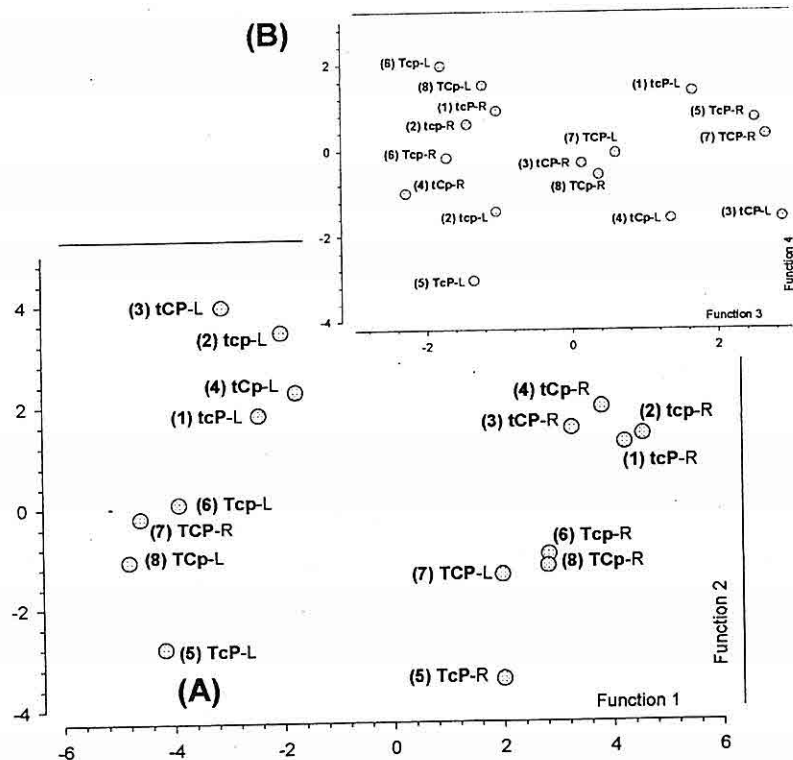 (B)
(6) Tcp-L
(8) TCp-L
(1) tcP-R
(2) tcp-R
(6) Tcp-R
(4) tCp-R
(2) tcp-L
(5) TcP-L
(1) tcP-L
(5) TcP-R
(7) TCP-R
(7) TCP-L
(3) tCP-R
(8) TCp-R
(4) tCp-L
(3) tCP-L
2
0
-2
-4
-2
0
2
Function 3
Function 4
(3) tCP-L
(2) tcp-L
(4) tCp-L
(1) tcP-L
(6) Tcp-L
(7) TCP-R
(8) TCp-L
(5) TcP-L
(4) tCp-R
(3) tCP-R
(2) tcp-R
(1) tcP-R
(6) Tcp-R
(8) TCp-R
(7) TCP-L
(5) TcP-R
(A)
Function 1
Function 2
4
2
0
-2
-4
-6
-4
-2
0
2
4
6